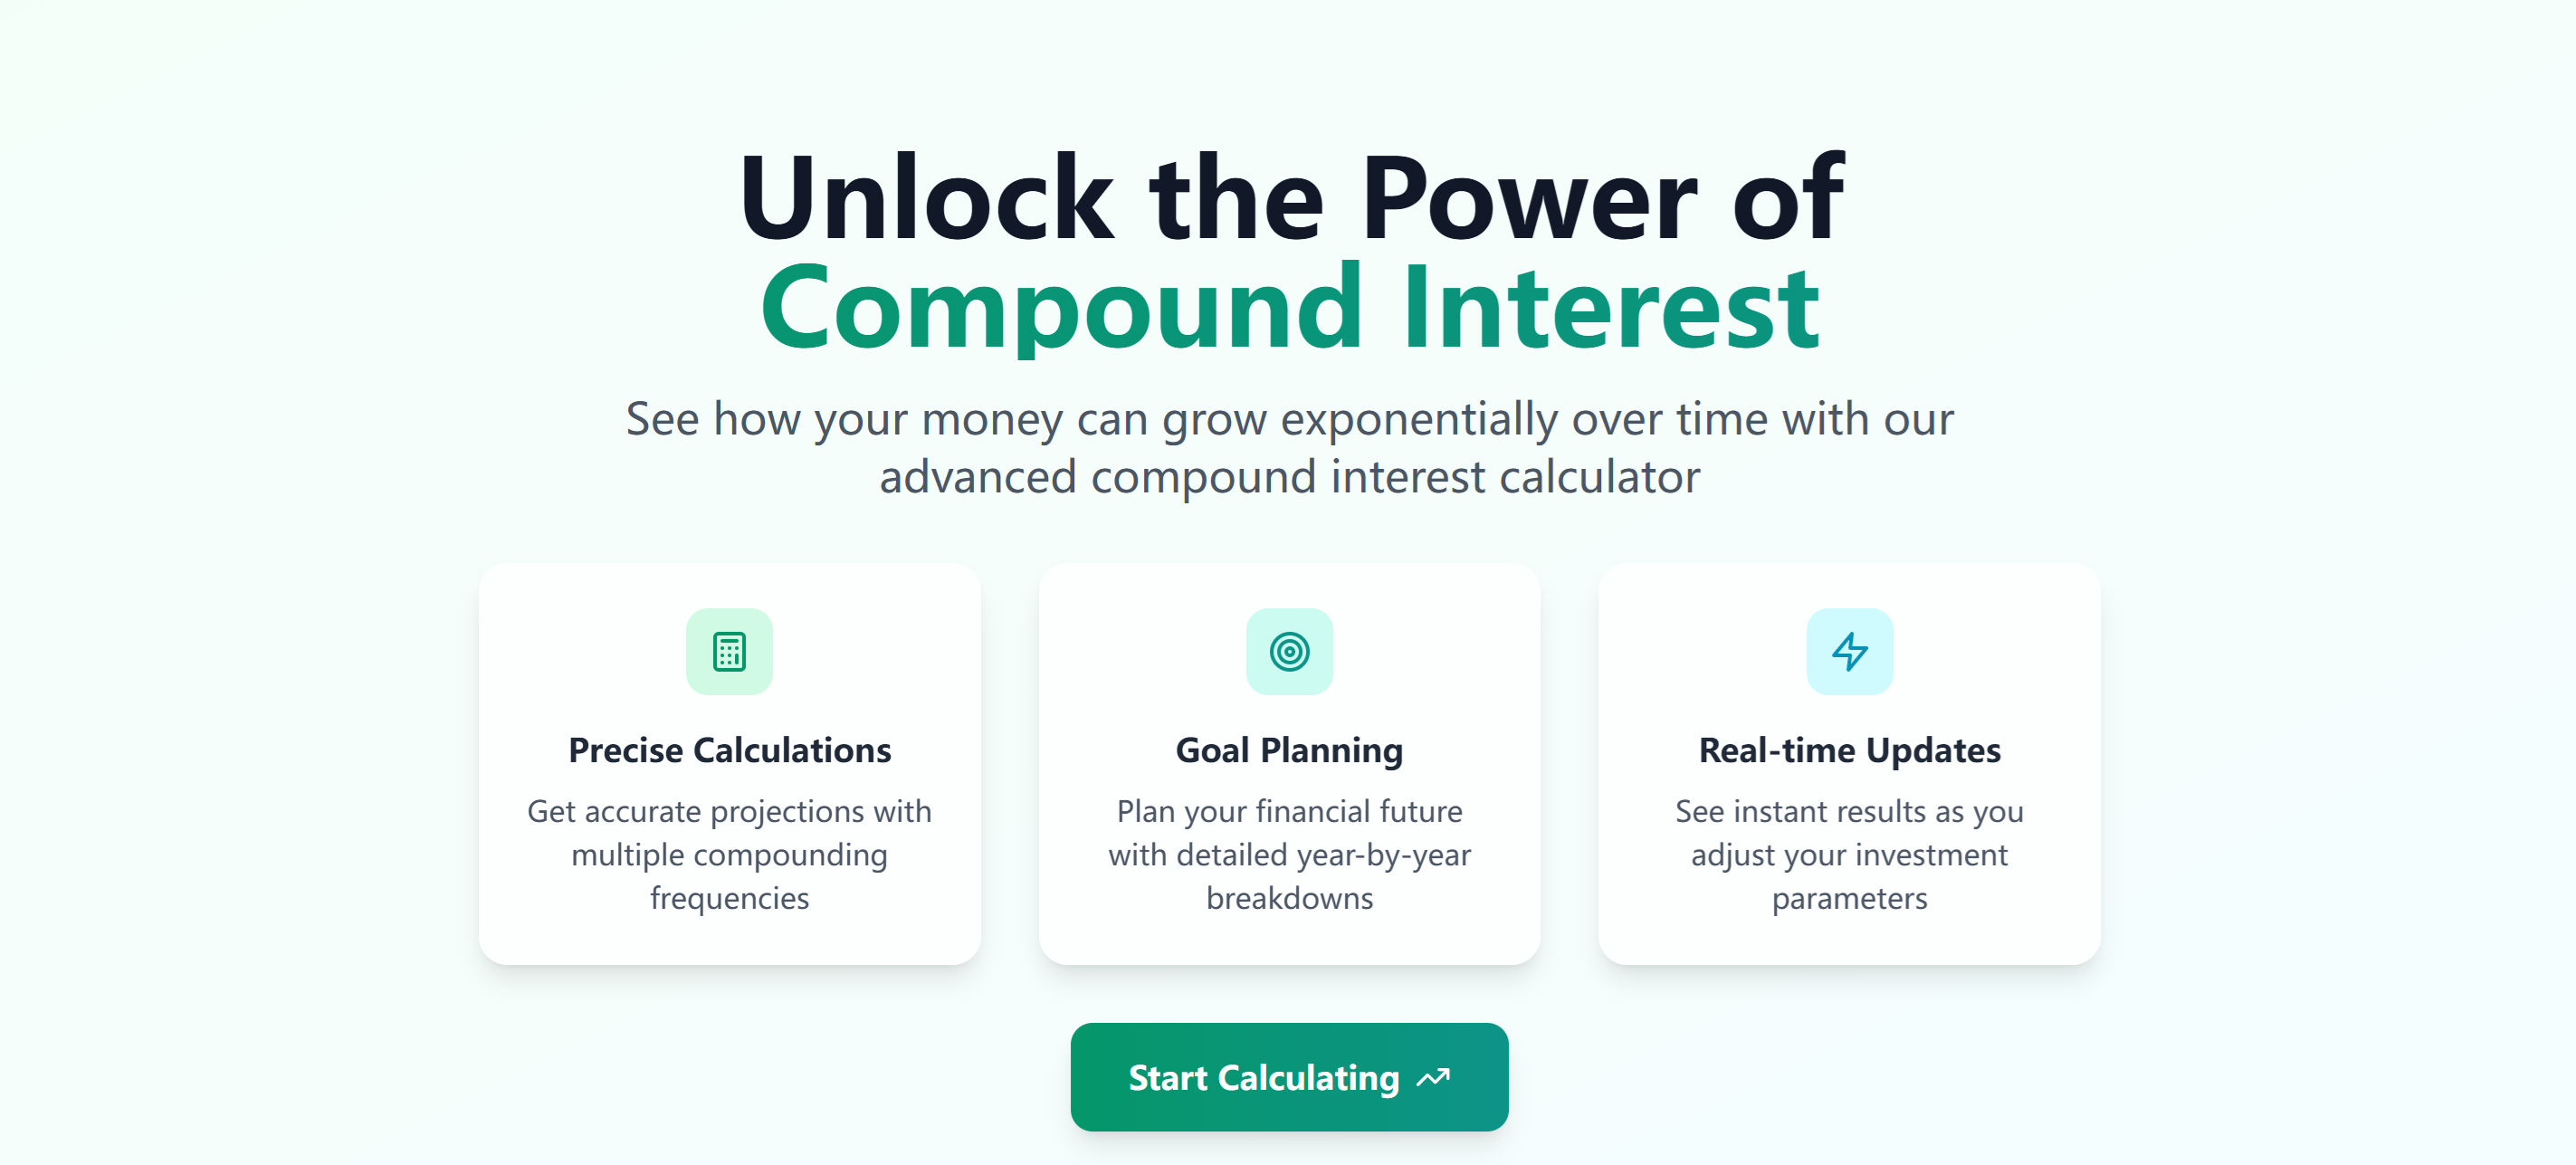 Unlock the Power of
Compound Interest
See how your money can grow exponentially over time with our
advanced compound interest calculator
Precise Calculations
Get accurate projections with
multiple compounding
frequencies
Goal Planning
Plan your financial future
with detailed year-by-year
breakdowns
Real-time Updates
See instant results as you
adjust your investment
parameters
Start Calculating